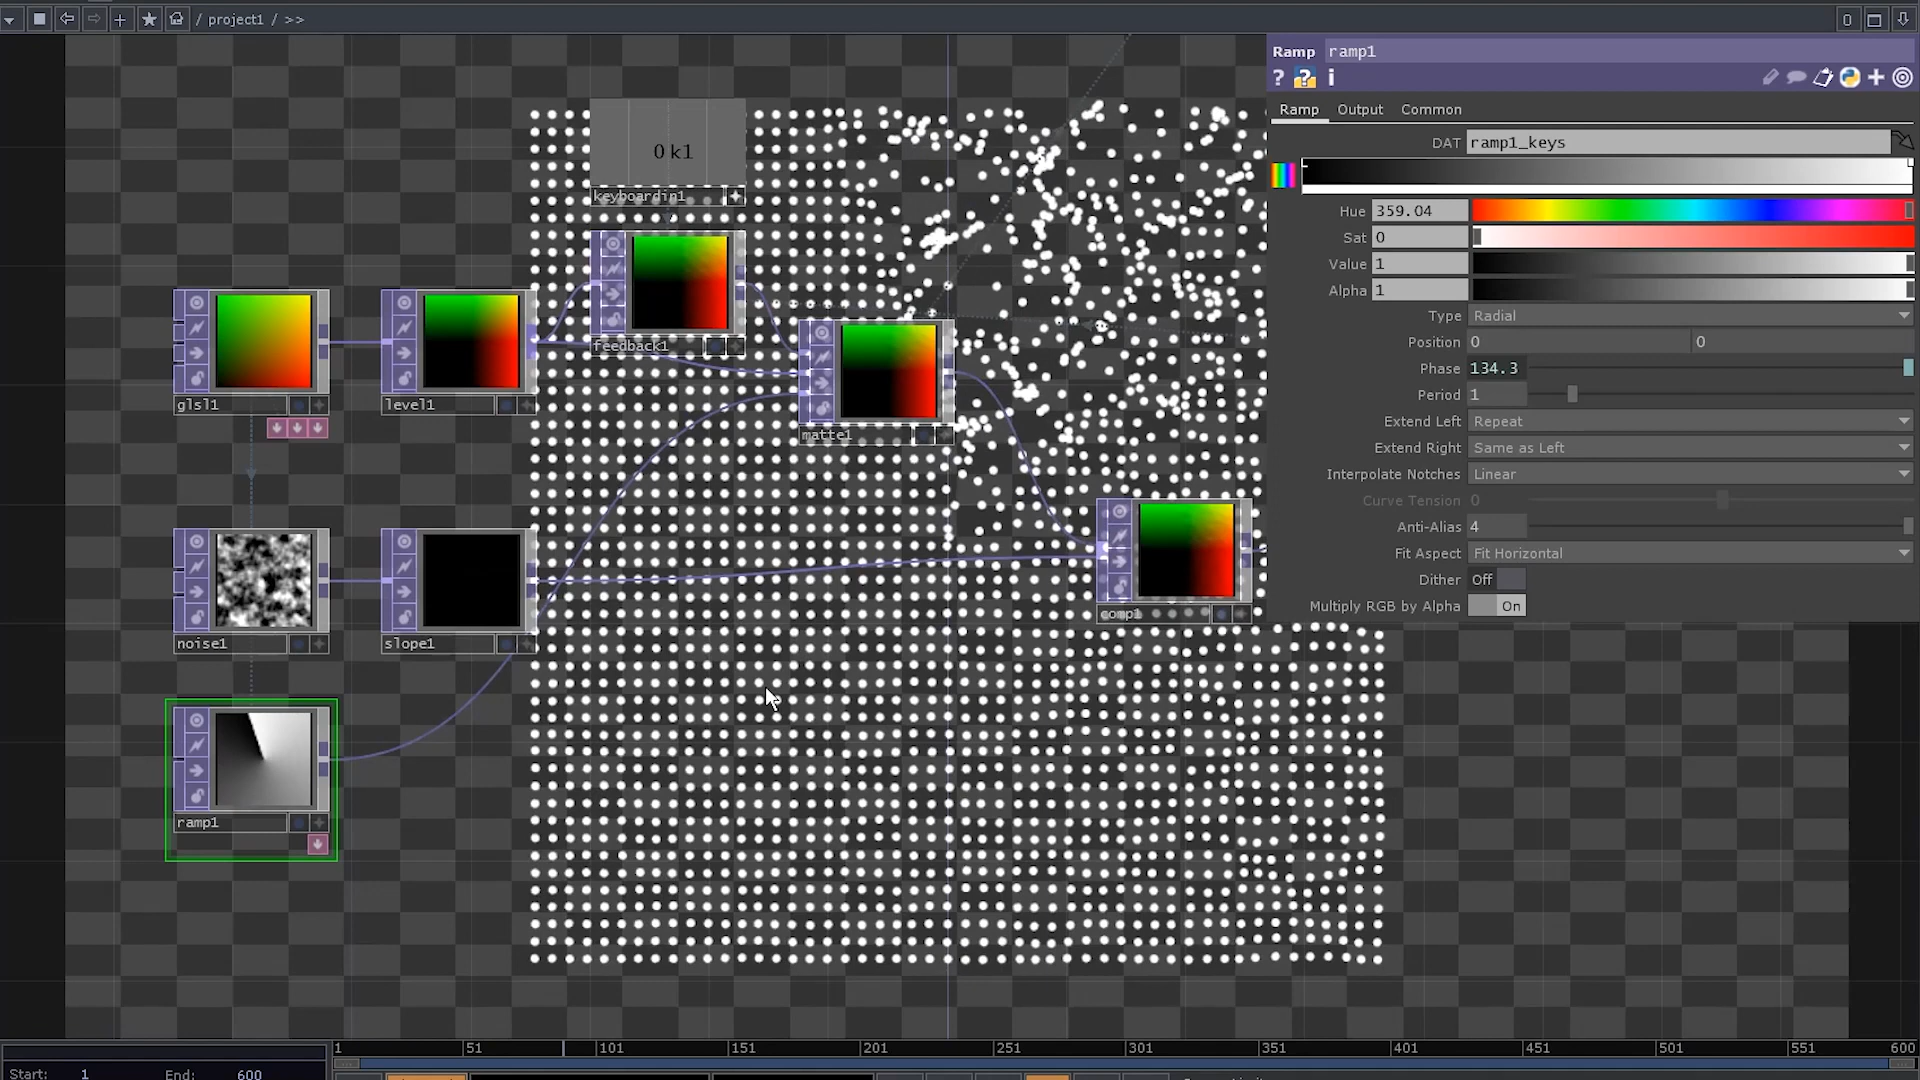 / project1 / >>
0
Ramp ramp1
? ? i
Ramp Output Common
DAT ramp1_keys
Hue 359.04
Sat 0
Value 1
Alpha 1
Type Radial
Position 0 0
Phase 134.3
Period 1
Extend Left Repeat
Extend Right Same as Left
Interpolate Notches Linear
Curve Tension 0
Anti-Alias 4
Fit Aspect Fit Horizontal
Dither Off
Multiply RGB by Alpha On
0 k1
keyboardin1
feedback1
glsl1
level1
matte1
noise1
slope1
comp1
ramp1
1 51 101 151 201 251 301 351 401 451 501 551 600
Start: 1 End: 600